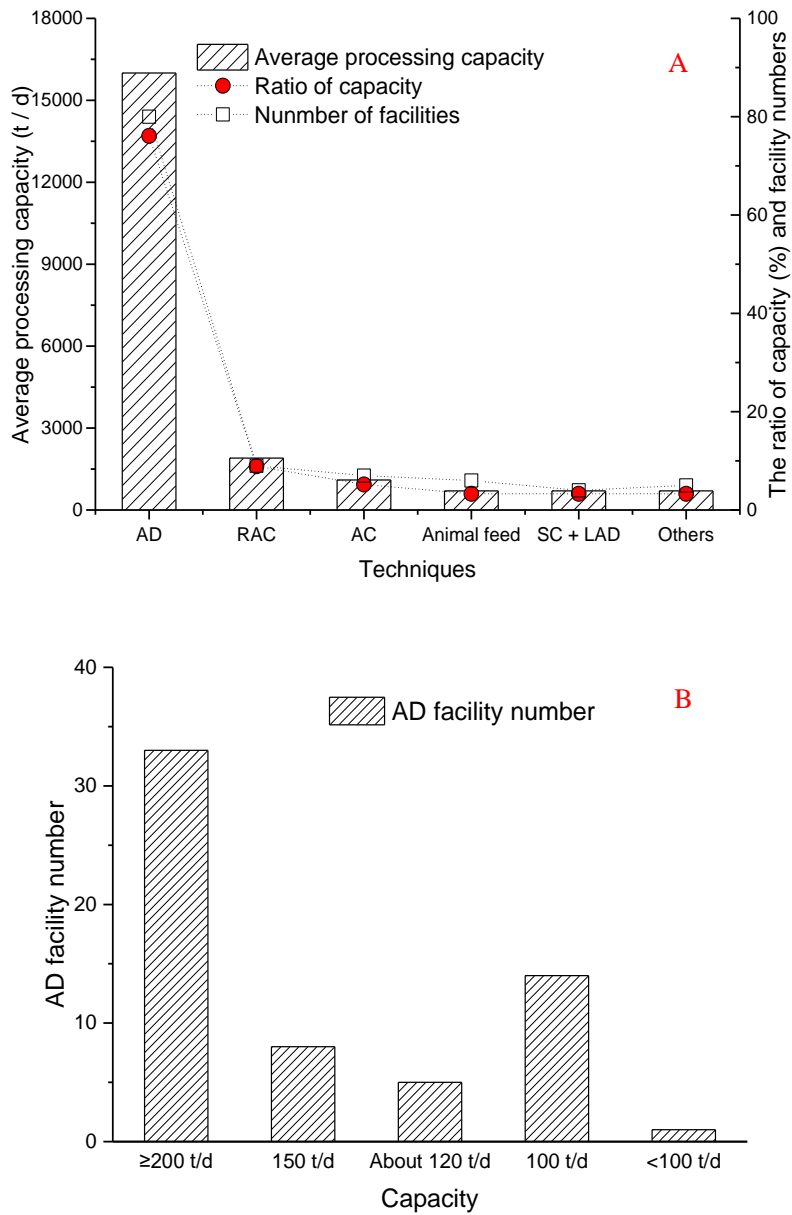 18000
15000
12000
9000
6000
3000
0
Average processing capacity (t / d)
Average processing capacity
Ratio of capacity
Nunmber of facilities
A
100
80
60
40
20
0
The ratio of capacity (%) and facility numbers
AD RAC AC Animal feed SC + LAD Others
Techniques
40
30
20
10
0
AD facility number
AD facility number
B
≥200 t/d 150 t/d About 120 t/d 100 t/d <100 t/d
Capacity